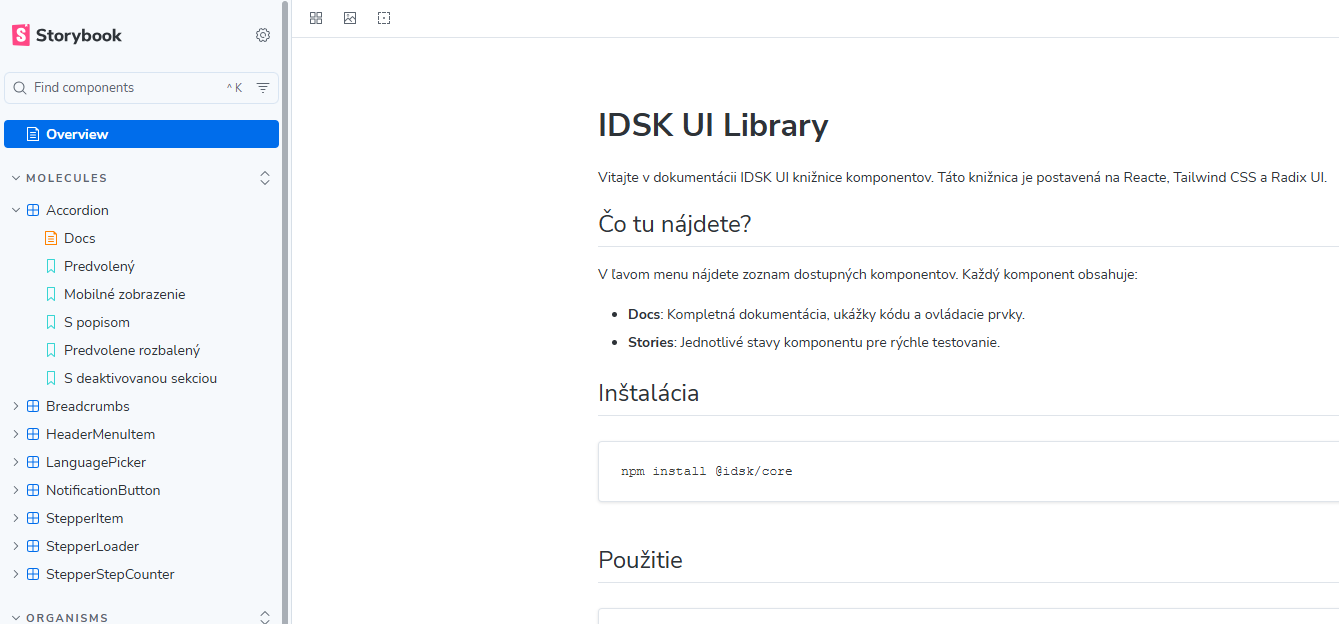 Storybook
Find components
^ K
Overview
MOLECULES
Accordion
Docs
Predvolený
Mobilné zobrazenie
S popisom
Predvolene rozbalený
S deaktivovanou sekciou
Breadcrumbs
HeaderMenuItem
LanguagePicker
NotificationButton
StepperItem
StepperLoader
StepperStepCounter
ORGANISMS
IDSK UI Library
Vitajte v dokumentácii IDSK UI knižnice komponentov. Táto knižnica je postavená na Reacte, Tailwind CSS a Radix UI.
Čo tu nájdete?
V ľavom menu nájdete zoznam dostupných komponentov. Každý komponent obsahuje:
Docs: Kompletná dokumentácia, ukážky kódu a ovládacie prvky.
Stories: Jednotlivé stavy komponentu pre rýchle testovanie.
Inštalácia
npm install @idsk/core
Použitie